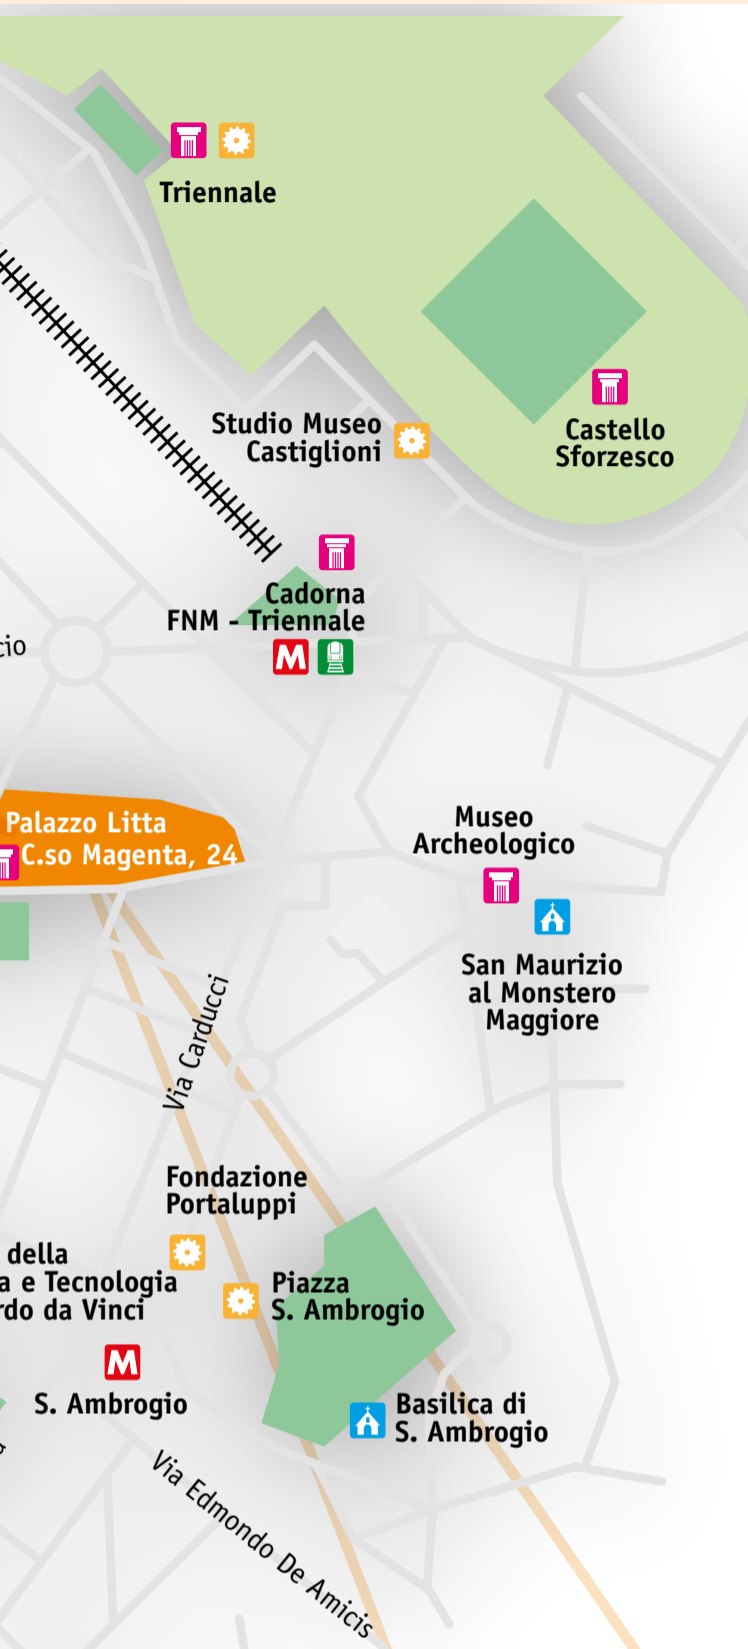 Triennale
Studio Museo
Castiglioni
Castello
Sforzesco
Cadorna
FNM - Triennale
M
cio
Palazzo Litta
C.so Magenta, 24
Museo
Archeologico
San Maurizio
al Monstero
Maggiore
Via Carducci
Fondazione
Portaluppi
della
a e Tecnologia
rdo da Vinci
Piazza
S. Ambrogio
M
S. Ambrogio
Basilica di
S. Ambrogio
Via Edmondo De Amicis